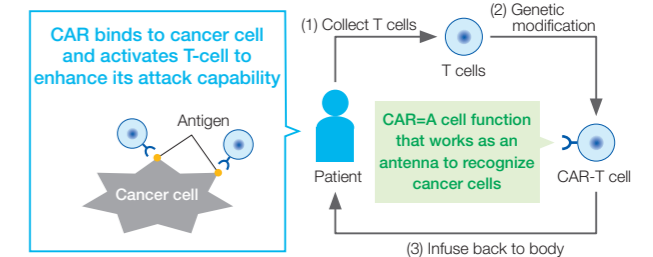 CAR binds to cancer cell
and activates T-cell to
enhance its attack capability
Antigen
Cancer cell
(1) Collect T cells
T cells
(2) Genetic
modification
Patient
CAR=A cell function
that works as an
antenna to recognize
cancer cells
CAR-T cell
(3) Infuse back to body